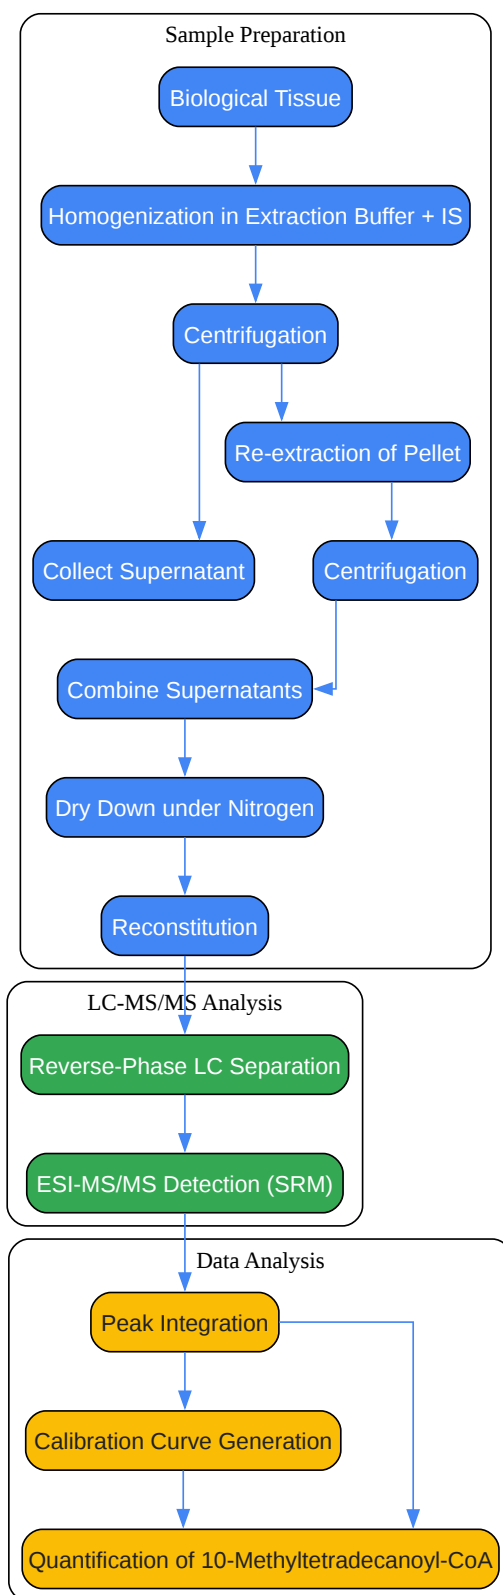 Sample Preparation
Biological Tissue
Homogenization in Extraction Buffer + IS
Centrifugation
Re-extraction of Pellet
Collect Supernatant
Centrifugation
Combine Supernatants
Dry Down under Nitrogen
Reconstitution
LC-MS/MS Analysis
Reverse-Phase LC Separation
ESI-MS/MS Detection (SRM)
Data Analysis
Peak Integration
Calibration Curve Generation
Quantification of 10-Methyltetradecanoyl-CoA